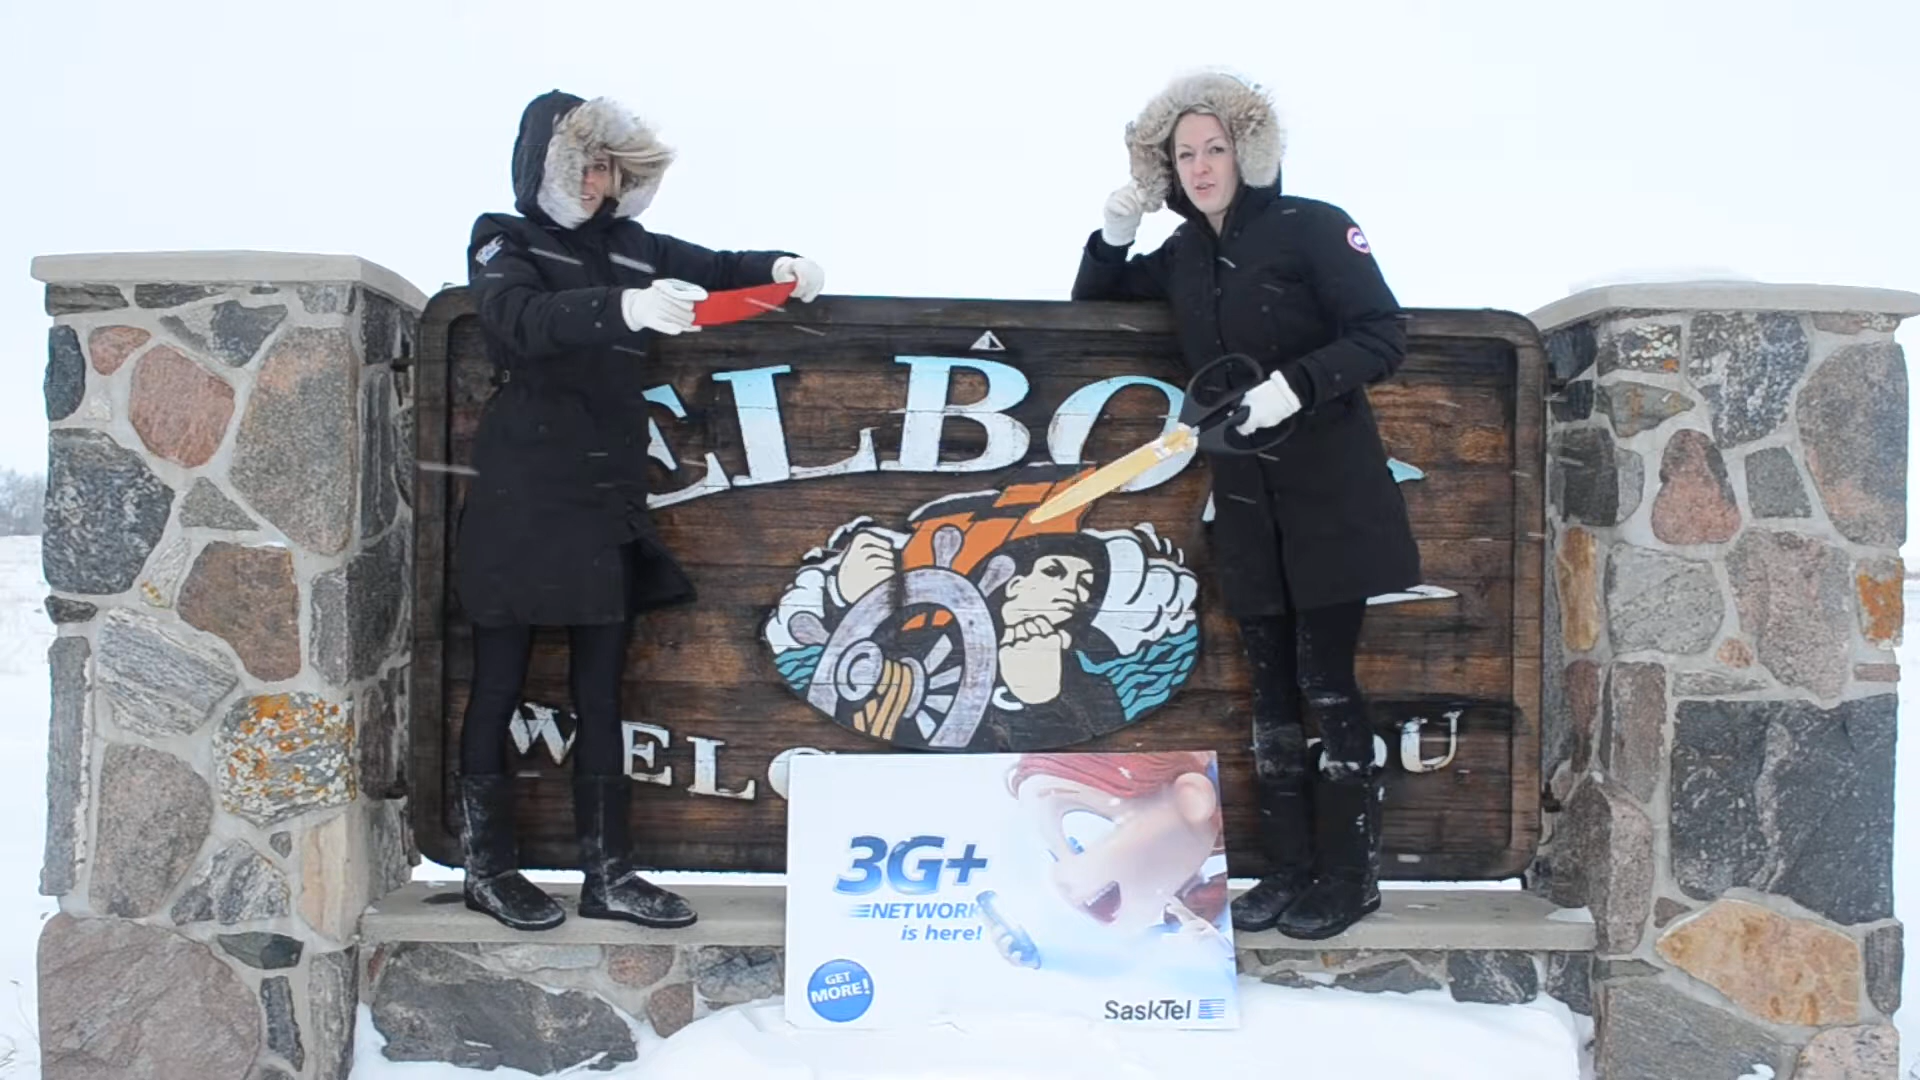 ELBO
WELC
OU
3G+
NETWORK
is here!
GET
MORE!
SaskTel